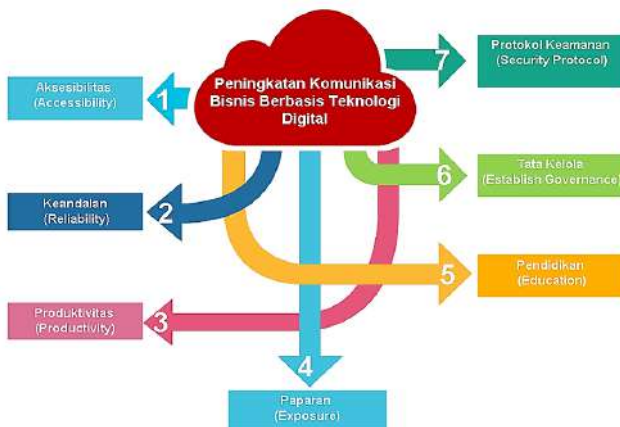 Peningkatan Komunikasi
Bisnis Berbasis Teknologi
Digital
1
Aksesibilitas
(Accessibility)
2
Keandalan
(Reliability)
3
Produktivitas
(Productivity)
4
Paparan
(Exposure)
5
Pendidikan
(Education)
6
Tata Kelola
(Establish Governance)
7
Protokol Keamanan
(Security Protocol)